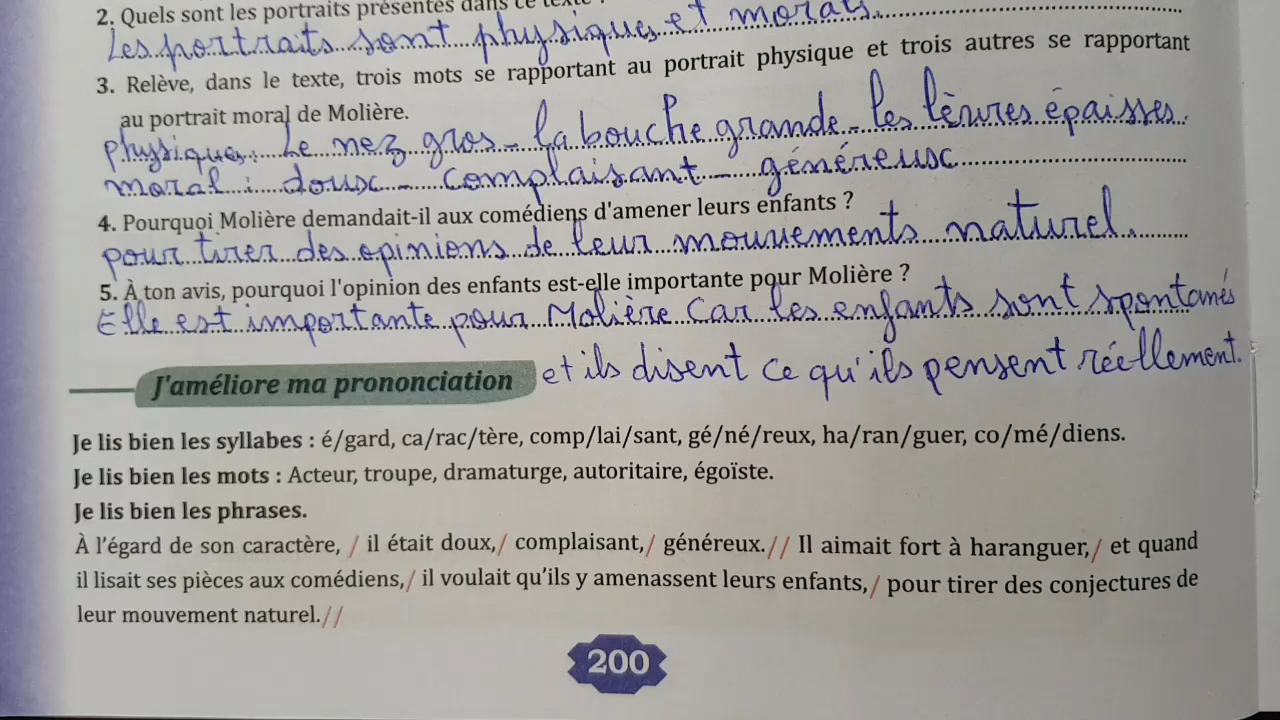 2. Quels sont les portraits présentés dans ce texte ?
Les portraits sont physiques et moraux.
3. Relève, dans le texte, trois mots se rapportant au portrait physique et trois autres se rapportant
au portrait moral de Molière.
physique : Le nez gros - la bouche grande - les lèvres épaisses.
moral : doux - complaisant - généreux
4. Pourquoi Molière demandait-il aux comédiens d'amener leurs enfants ?
pour tirer des opinions de leur mouvements naturel.
5. À ton avis, pourquoi l'opinion des enfants est-elle importante pour Molière ?
Elle est importante pour Molière Car les enfants sont spontanés
et ils disent ce qu'ils pensent réellement.
J'améliore ma prononciation
Je lis bien les syllabes : é/gard, ca/rac/tère, comp/lai/sant, gé/né/reux, ha/ran/guer, co/mé/diens.
Je lis bien les mots : Acteur, troupe, dramaturge, autoritaire, égoïste.
Je lis bien les phrases.
À l'égard de son caractère, / il était doux,/ complaisant,/ généreux.// Il aimait fort à haranguer,/ et quand
il lisait ses pièces aux comédiens,/ il voulait qu'ils y amenassent leurs enfants,/ pour tirer des conjectures de
leur mouvement naturel.//
200